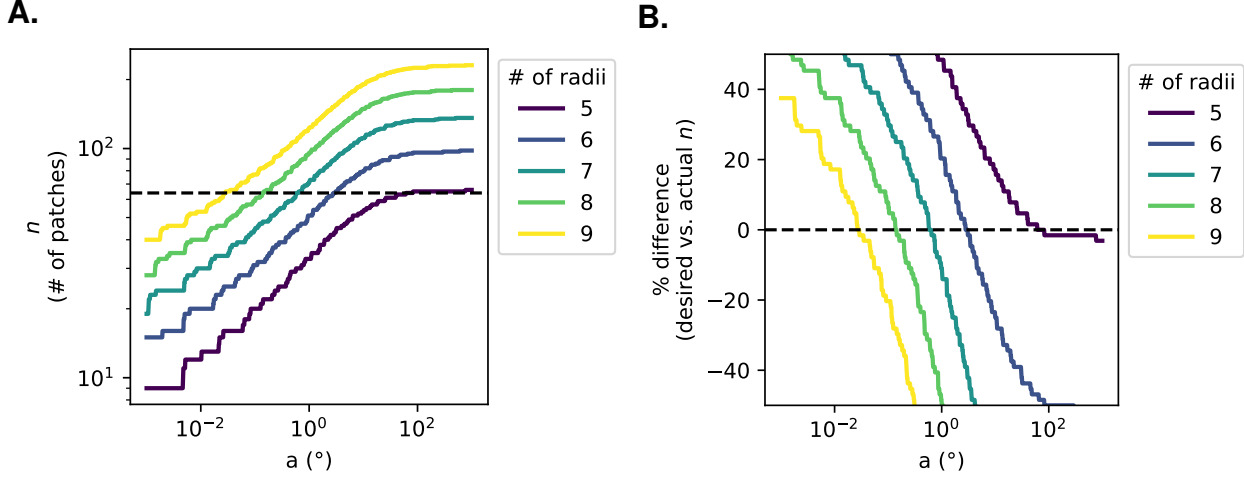 A.
n
(# of patches)
10²
10¹
10⁻²
10⁰
10²
a (°)
# of radii
5
6
7
8
9
B.
% difference
(desired vs. actual n)
40
20
0
−20
−40
10⁻²
10⁰
10²
a (°)
# of radii
5
6
7
8
9